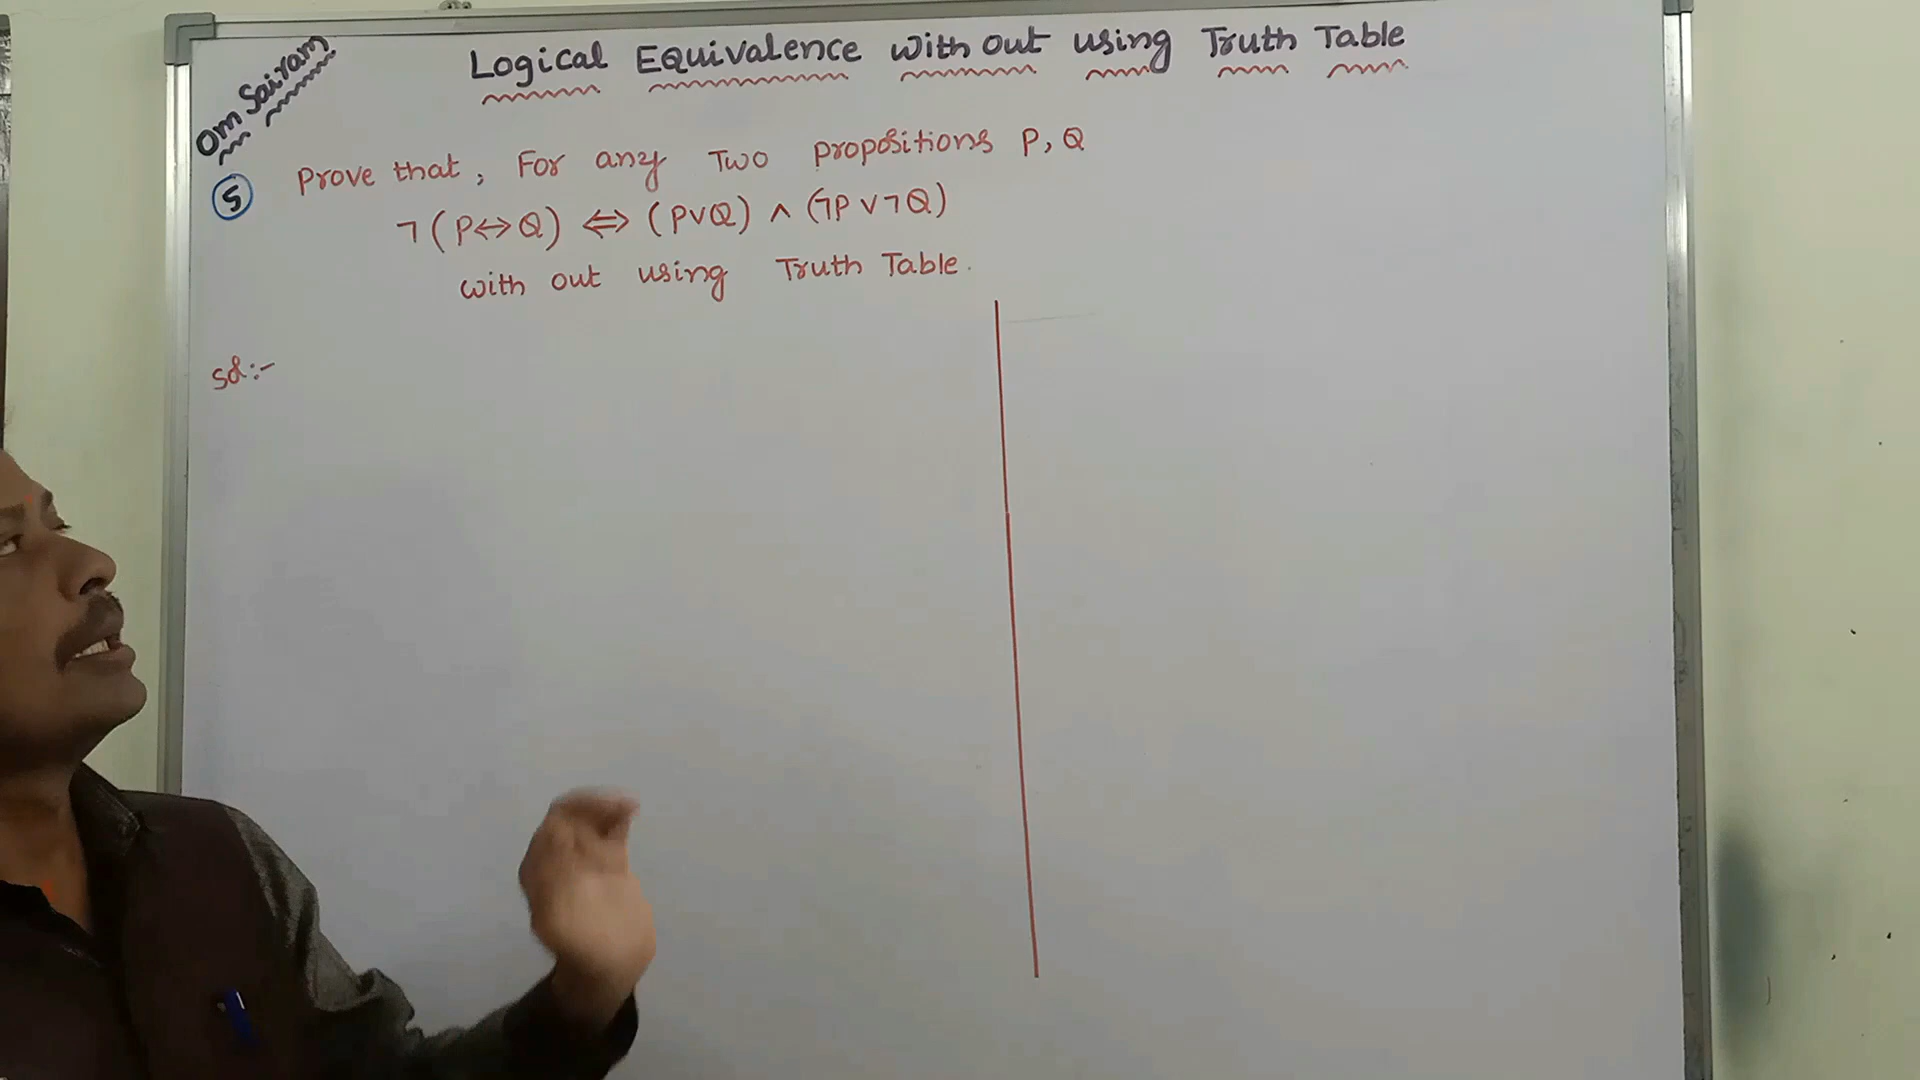 Om Sairam
Logical Equivalence with out using Truth Table
5 Prove that, For any Two propositions P, Q
¬(P↔Q) ⇔ (P∨Q) ∧ (¬P∨¬Q)
with out using Truth Table.
Sol:-